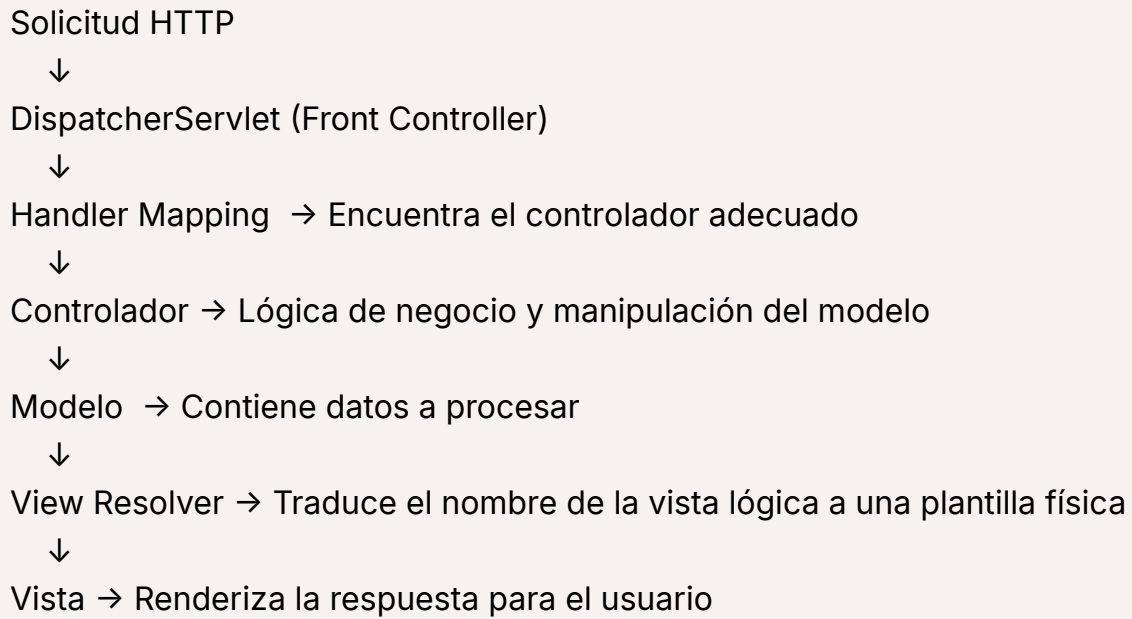 Solicitud HTTP
↓
DispatcherServlet (Front Controller)
↓
Handler Mapping → Encuentra el controlador adecuado
↓
Controlador → Lógica de negocio y manipulación del modelo
↓
Modelo → Contiene datos a procesar
↓
View Resolver → Traduce el nombre de la vista lógica a una plantilla física
↓
Vista → Renderiza la respuesta para el usuario